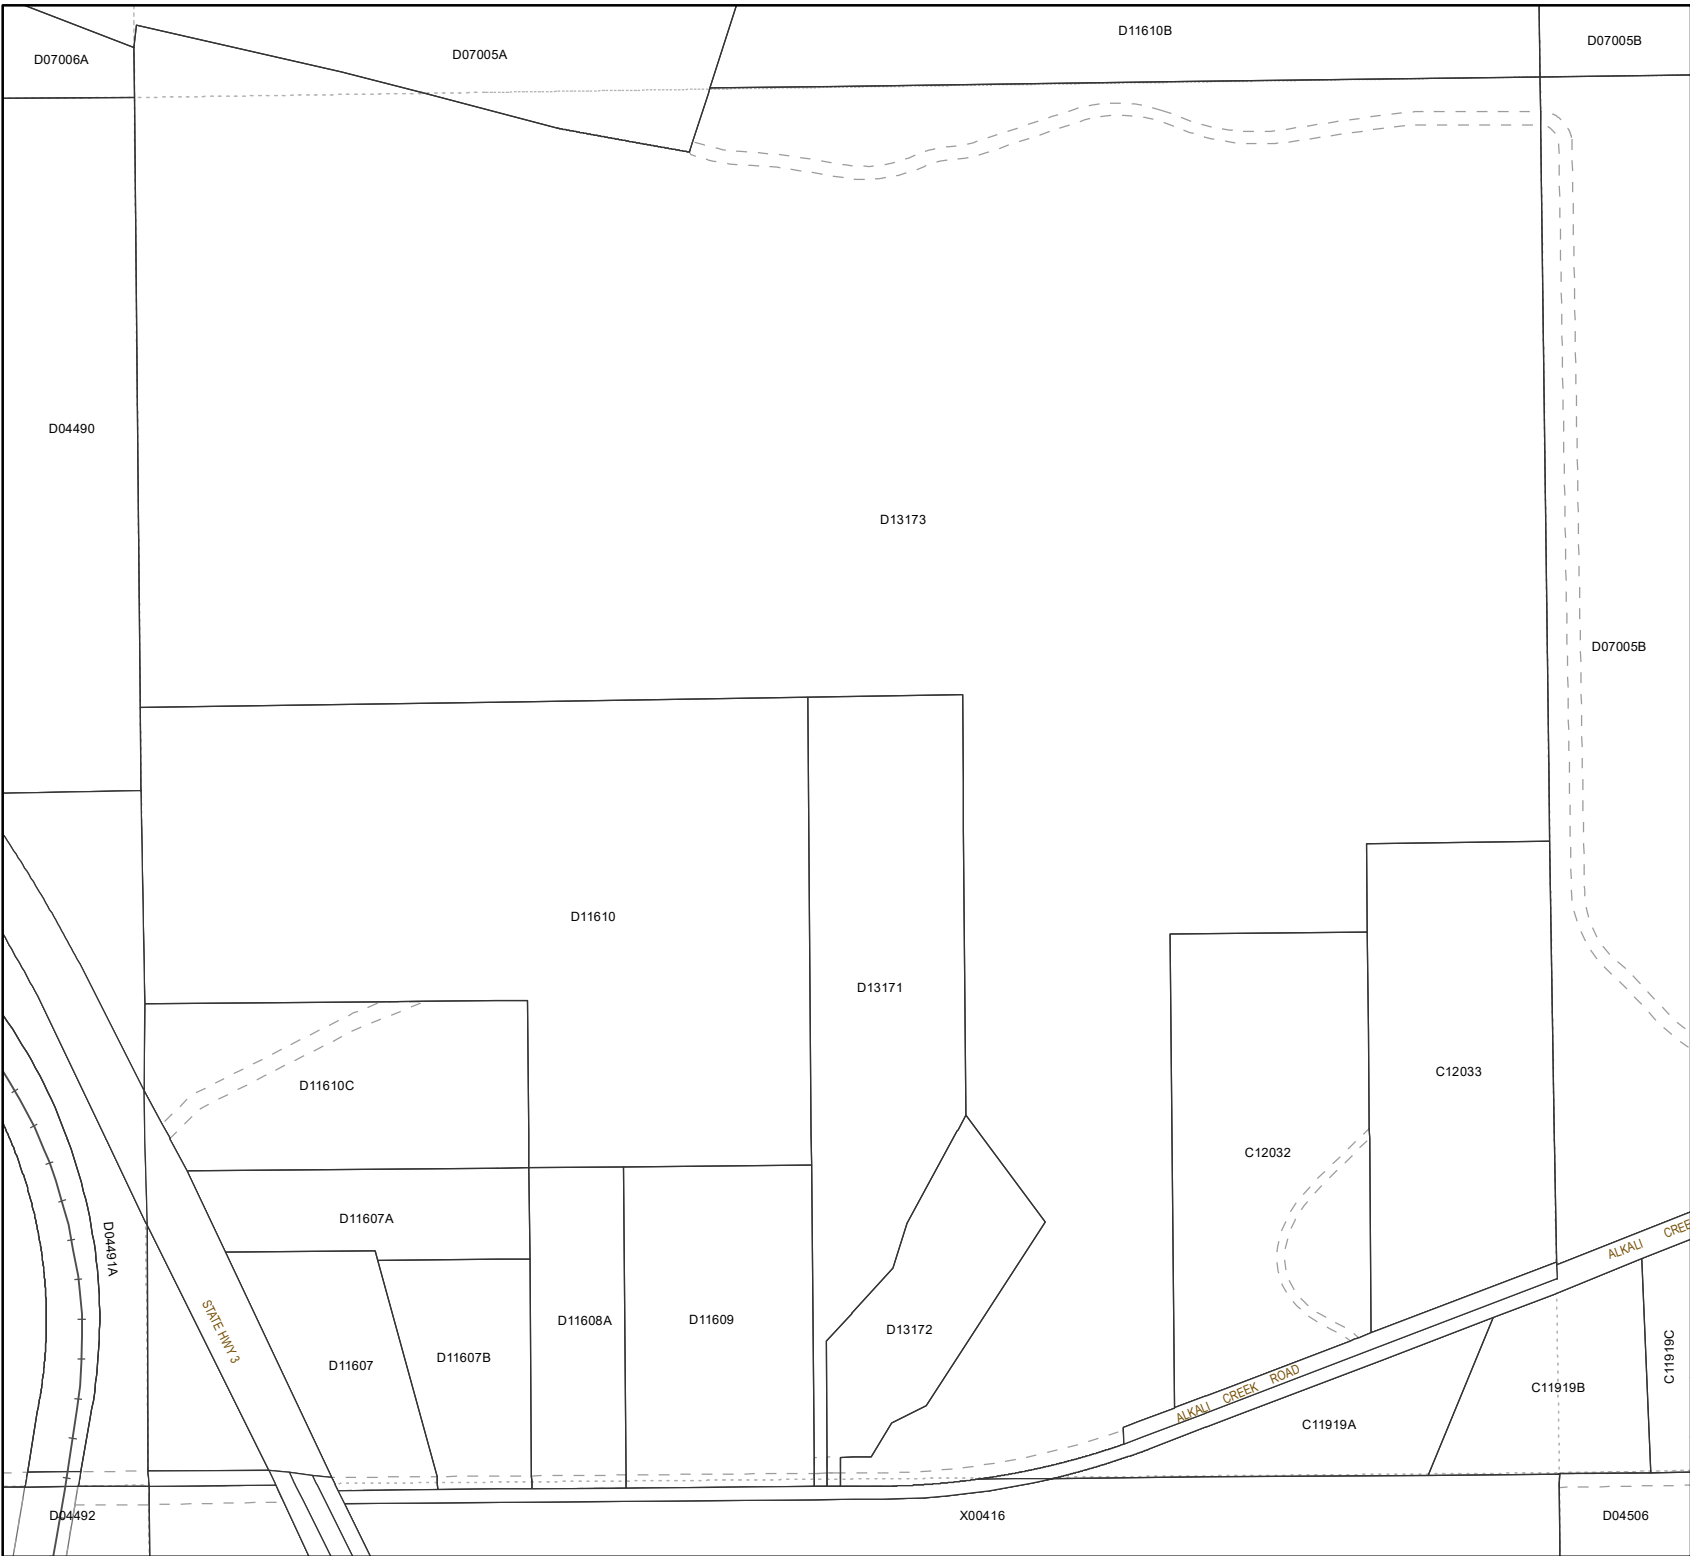 D11610B
D07005B
D07005A
D07006A
D04490
D13173
D07005B
D11610
D13171
C12033
D11610C
C12032
D11607A
D04491A
ALKALI CREE
STATE HWY 3
D11608A
D11609
D13172
D11607B
D11607
ALKALI CREEK ROAD
C11919C
C11919B
C11919A
D04492
X00416
D04506